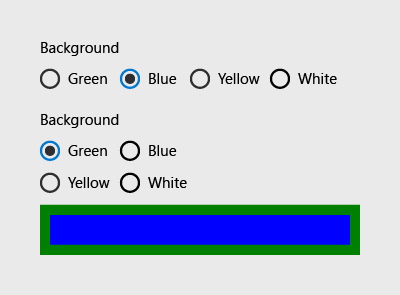 Background
Green Blue Yellow White
Background
Green Blue
Yellow White